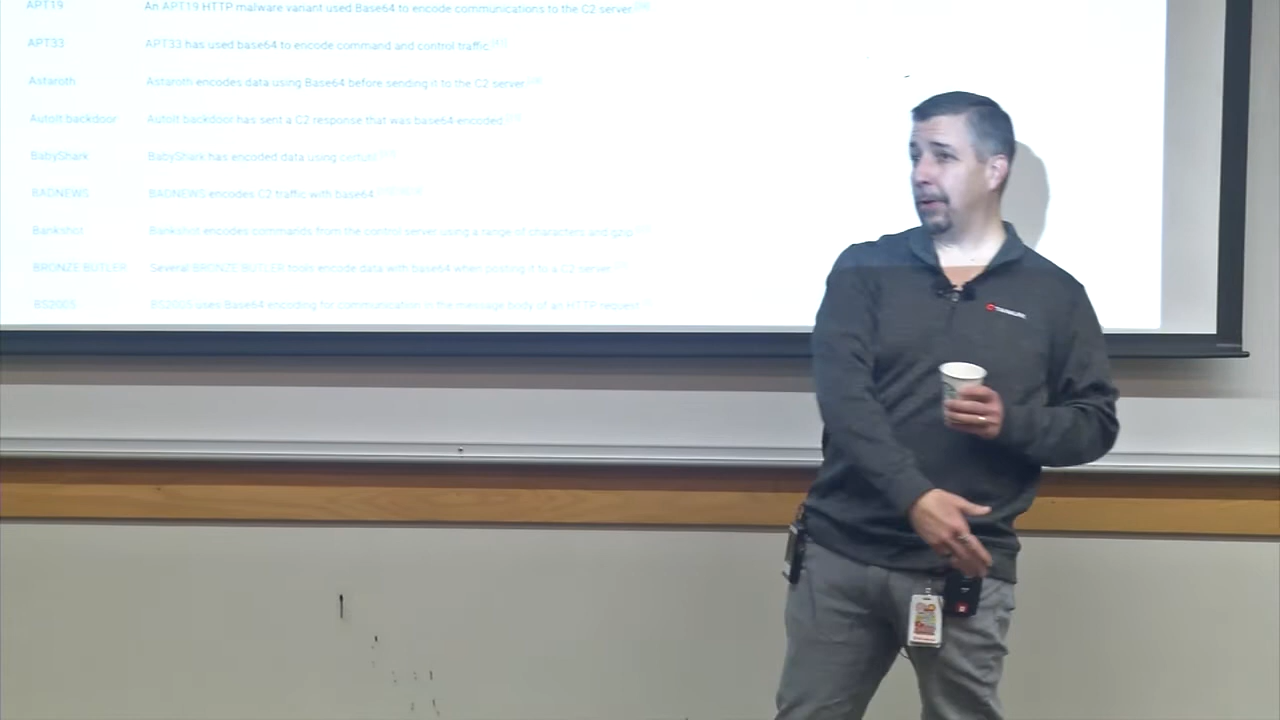 APT19 An APT19 HTTP malware variant used Base64 to encode communications to the C2 server.
APT33 APT33 has used base64 to encode command and control traffic.
Astaroth Astaroth encodes data using Base64 before sending it to the C2 server.
AutoIt backdoor AutoIt backdoor has sent a C2 response that was base64 encoded.
BabyShark BabyShark has encoded data using certutil
BADNEWS BADNEWS encodes C2 traffic with base64.
Bankshot Bankshot encodes commands from the control server using a range of characters and gzip.
BRONZE BUTLER Several BRONZE BUTLER tools encode data with base64 when posting it to a C2 server.
BS2005 BS2005 uses Base64 encoding for communication in the message body of an HTTP request.